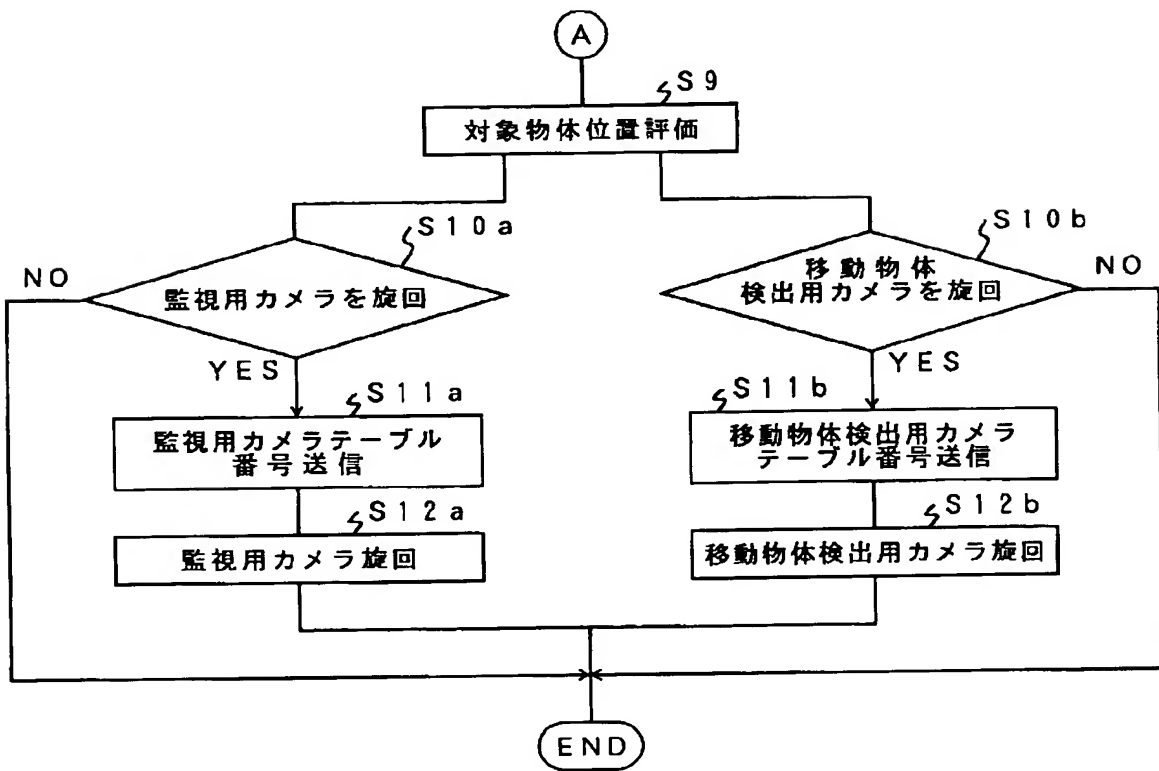 A
S9
対象物体位置評価
S10a
S10b
NO
監視用カメラを旋回
移動物体
検出用カメラを旋回
NO
YES
YES
S11a
S11b
監視用カメラテーブル
番号送信
移動物体検出用カメラ
テーブル番号送信
S12a
S12b
監視用カメラ旋回
移動物体検出用カメラ旋回
END